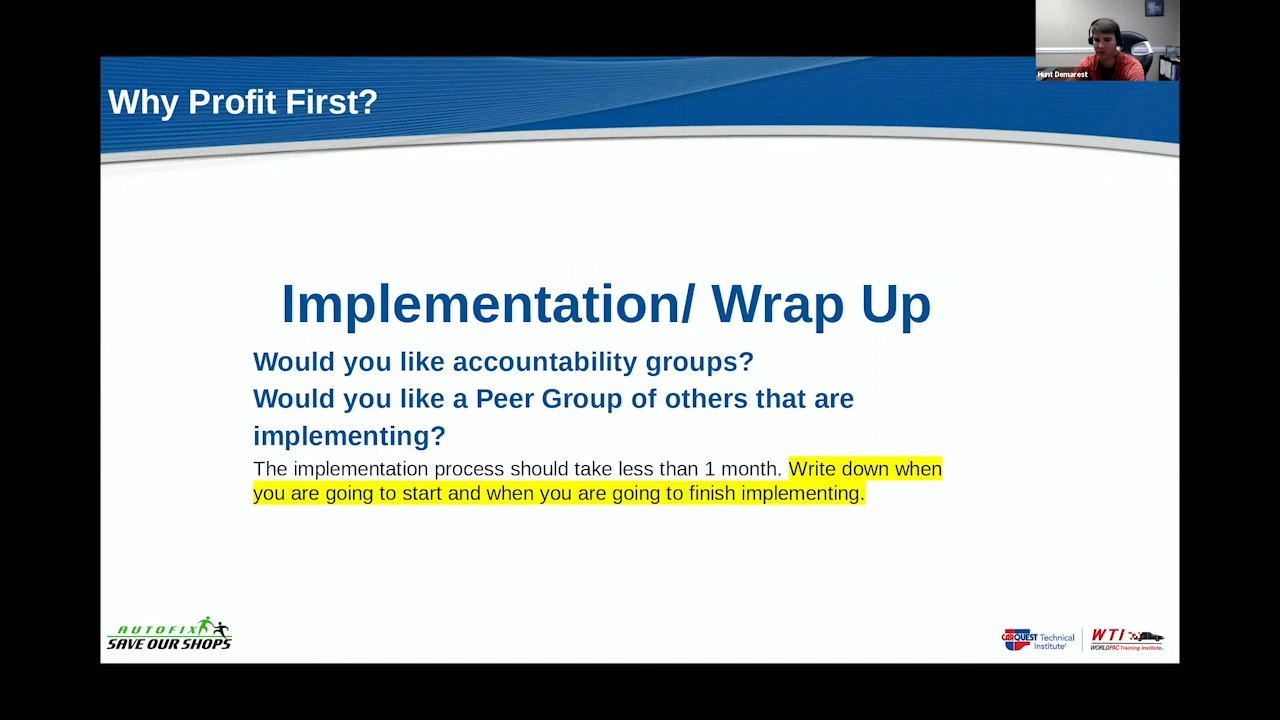 Hunt Demarest
Why Profit First?
Implementation/ Wrap Up
Would you like accountability groups?
Would you like a Peer Group of others that are
implementing?
The implementation process should take less than 1 month. Write down when
you are going to start and when you are going to finish implementing.
AUTOFIX
SAVE OUR SHOPS
CARQUEST Technical
Institute
WTI
WORLDPAC Training Institute